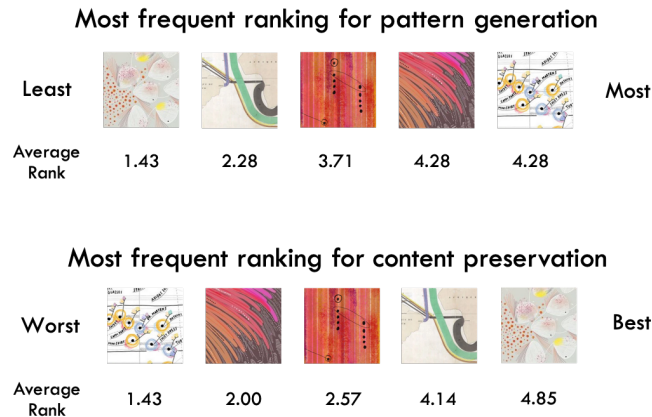 Most frequent ranking for pattern generation
Least
Most
Average
Rank
1.43 2.28 3.71 4.28 4.28
Most frequent ranking for content preservation
Worst
Best
Average
Rank
1.43 2.00 2.57 4.14 4.85